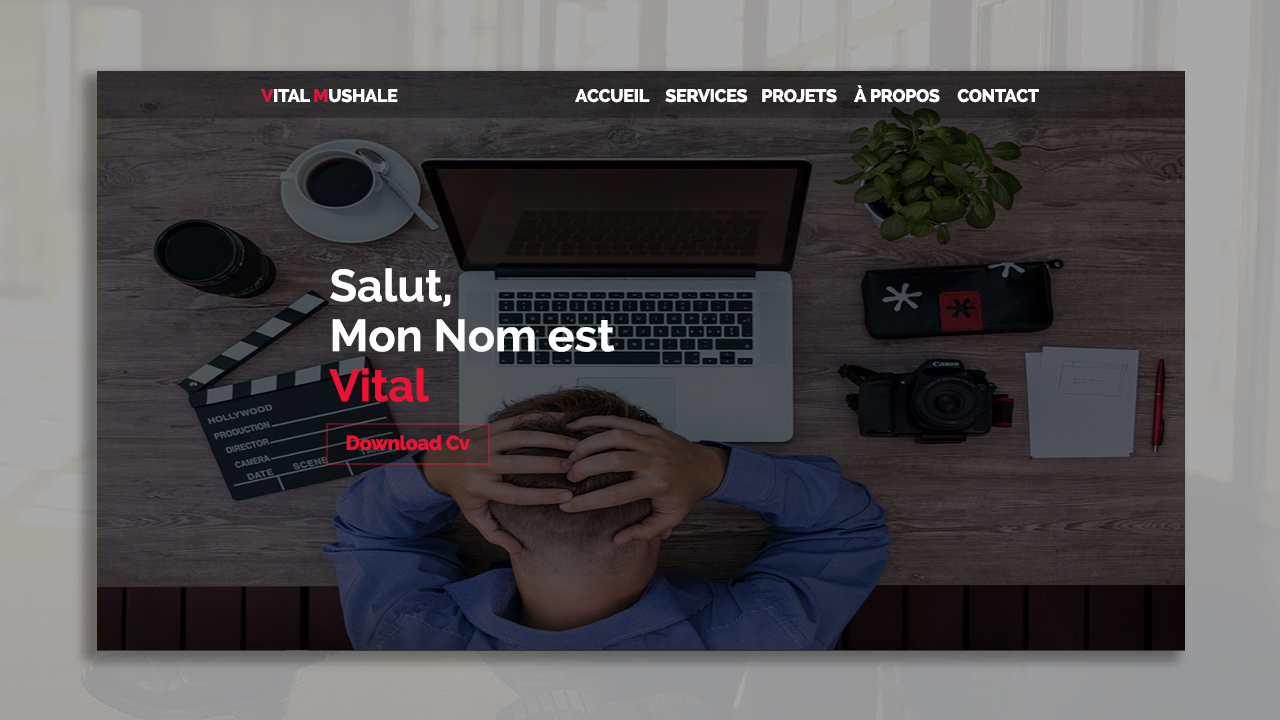 VITAL MUSHALE
ACCUEIL SERVICES PROJETS À PROPOS CONTACT
Salut,
Mon Nom est
Vital
Download Cv
HOLLYWOOD
PRODUCTION
DIRECTOR
CAMERA
DATE SCENE
Canon